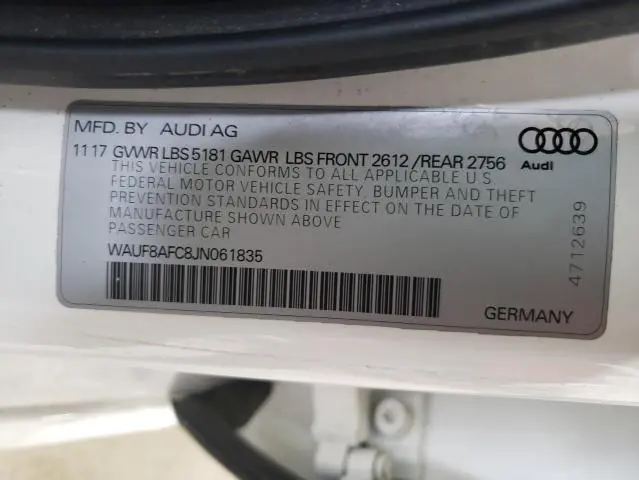 MFD. BY AUDI AG
Audi
11 17 GVWR LBS 5181 GAWR LBS FRONT 2612 /REAR 2756
THIS VEHICLE CONFORMS TO ALL APPLICABLE U.S
FEDERAL MOTOR VEHICLE SAFETY, BUMPER AND THEFT
PREVENTION STANDARDS IN EFFECT ON THE DATE OF
MANUFACTURE SHOWN ABOVE
PASSENGER CAR
WAUF8AFC8JN061835
4712639
GERMANY